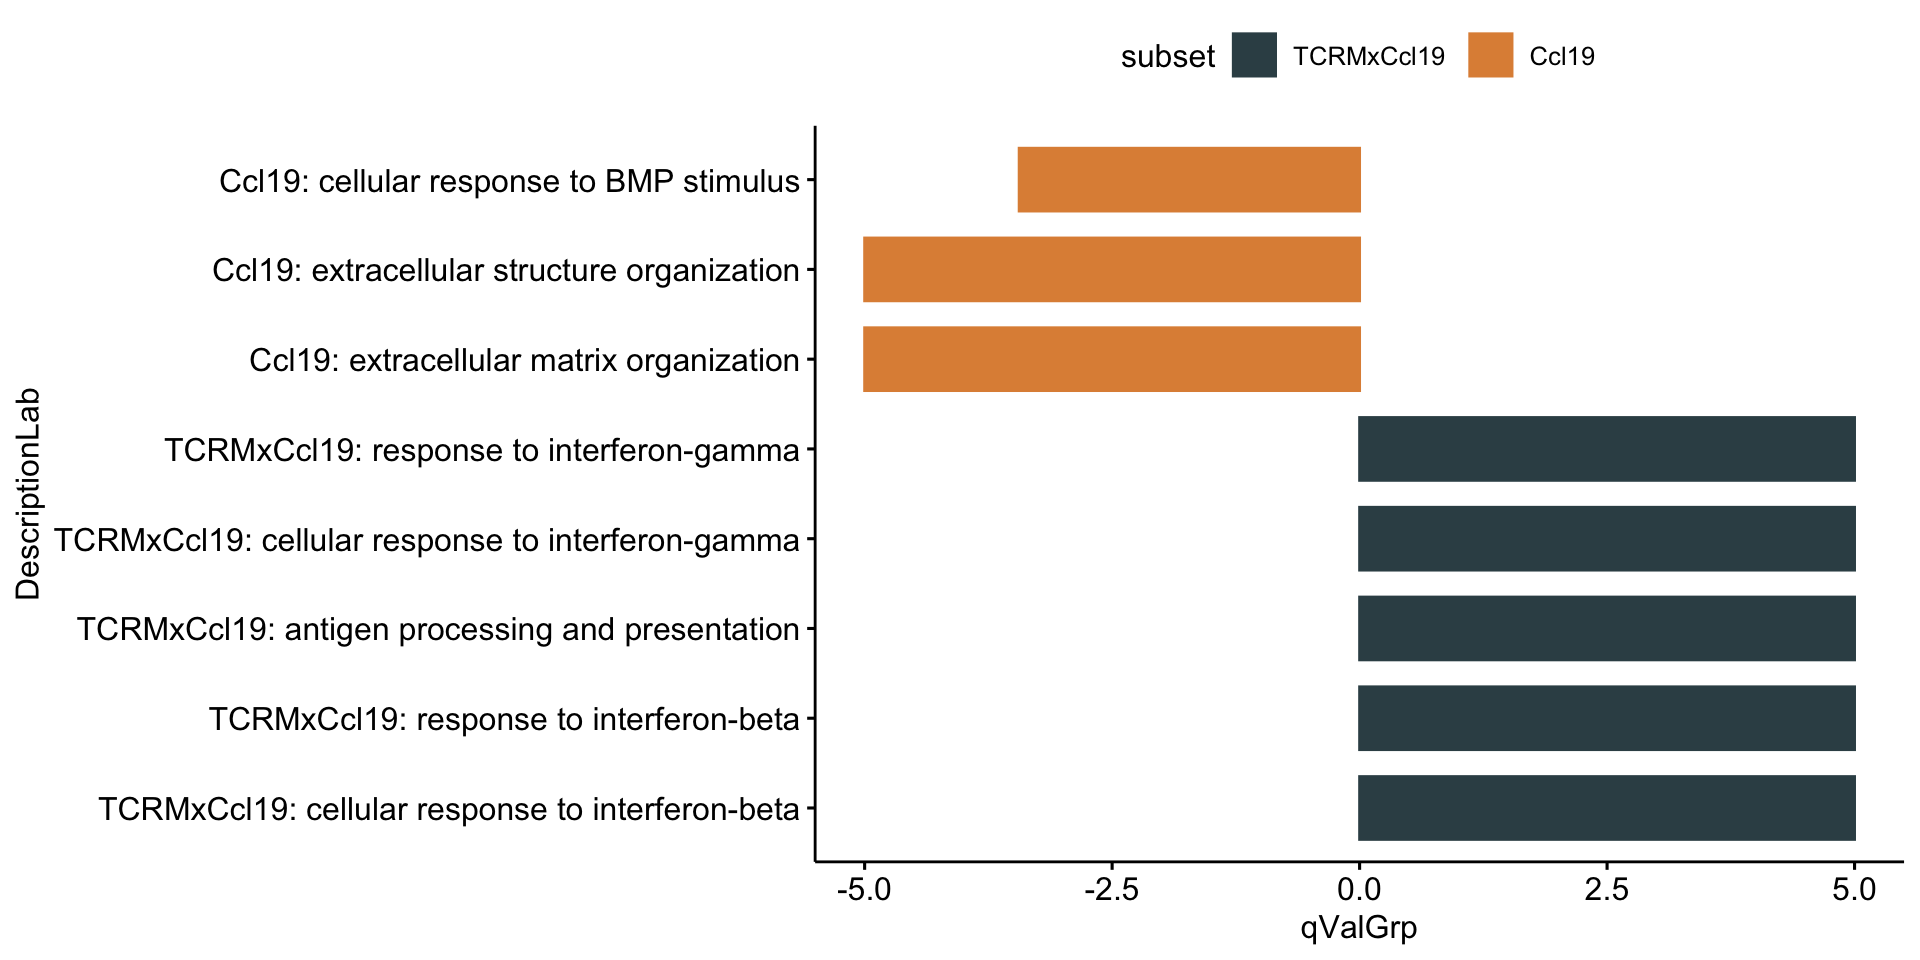 subset TCRMxCcl19 Ccl19
Ccl19: cellular response to BMP stimulus
Ccl19: extracellular structure organization
Ccl19: extracellular matrix organization
TCRMxCcl19: response to interferon-gamma
TCRMxCcl19: cellular response to interferon-gamma
TCRMxCcl19: antigen processing and presentation
TCRMxCcl19: response to interferon-beta
TCRMxCcl19: cellular response to interferon-beta
DescriptionLab
-5.0 -2.5 0.0 2.5 5.0
qValGrp